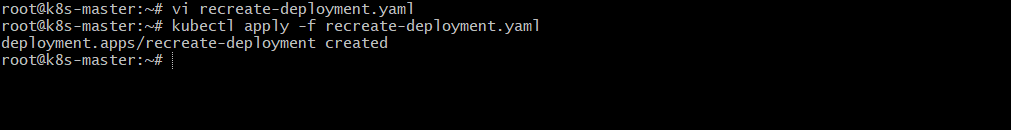 root@k8s-master:~# vi recreate-deployment.yaml
root@k8s-master:~# kubectl apply -f recreate-deployment.yaml
deployment.apps/recreate-deployment created
root@k8s-master:~#